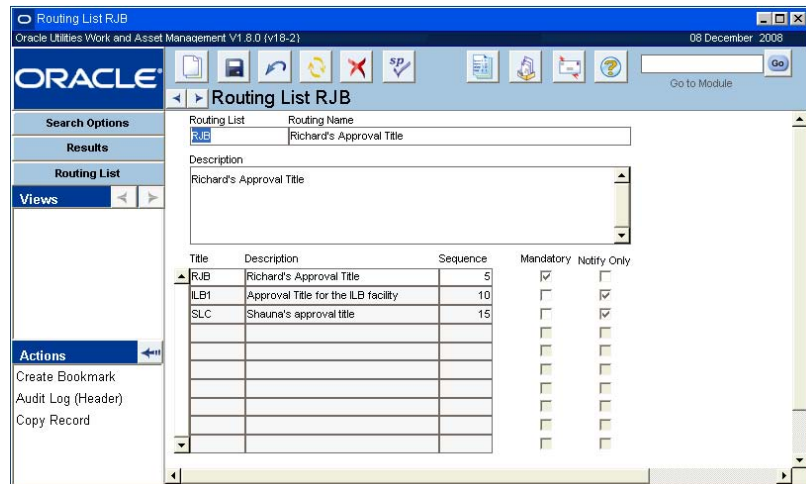 Routing List RJB
Oracle Utilities Work and Asset Management V1.8.0 (v18-2)
08 December 2008
ORACLE
sp
Go
Go to Module
Routing List RJB
Search Options
Results
Routing List
Views
Actions
Create Bookmark
Audit Log (Header)
Copy Record
Routing List Routing Name
RJB Richard's Approval Title
Description
Richard's Approval Title
Title Description Sequence Mandatory Notify Only
RJB Richard's Approval Title 5
ILB1 Approval Title for the ILB facility 10
SLC Shauna's approval title 15